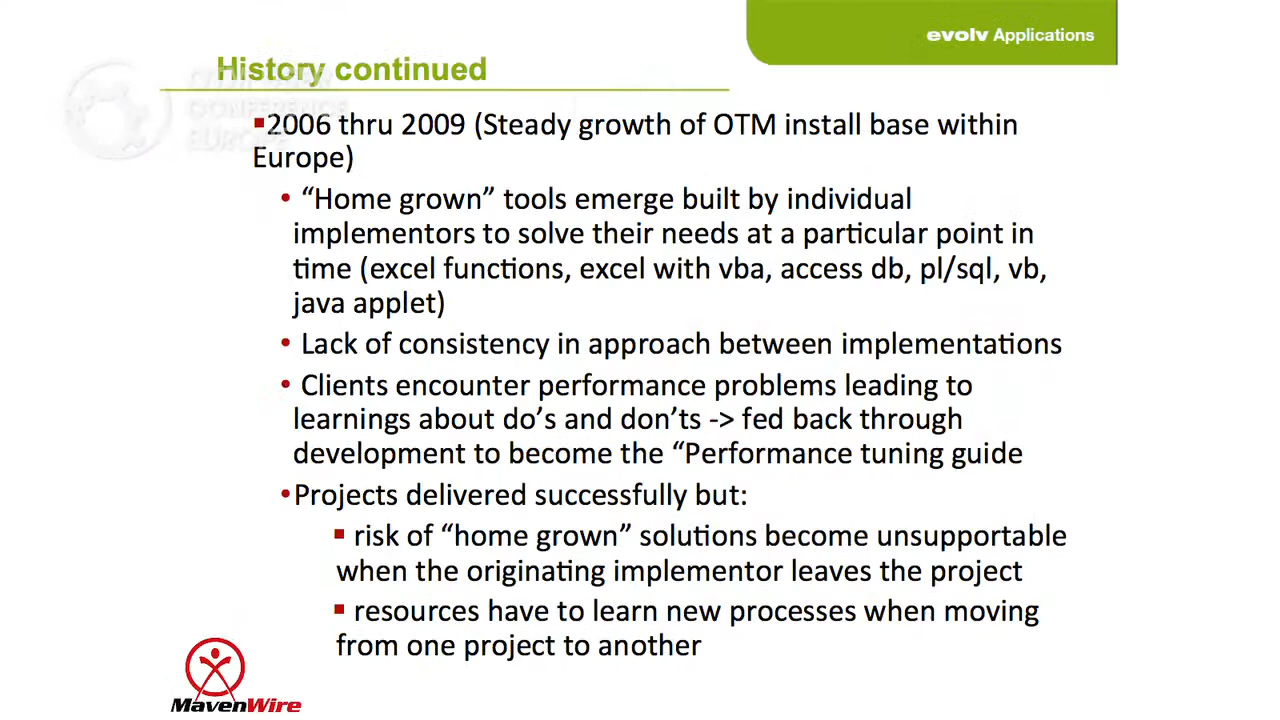 evolv Applications
History continued
OTM USER
CONFERENCE
EUROPE
▪2006 thru 2009 (Steady growth of OTM install base within
Europe)
• “Home grown” tools emerge built by individual
implementors to solve their needs at a particular point in
time (excel functions, excel with vba, access db, pl/sql, vb,
java applet)
• Lack of consistency in approach between implementations
• Clients encounter performance problems leading to
learnings about do’s and don’ts -> fed back through
development to become the “Performance tuning guide
•Projects delivered successfully but:
▪ risk of “home grown” solutions become unsupportable
when the originating implementor leaves the project
▪ resources have to learn new processes when moving
from one project to another
MavenWire